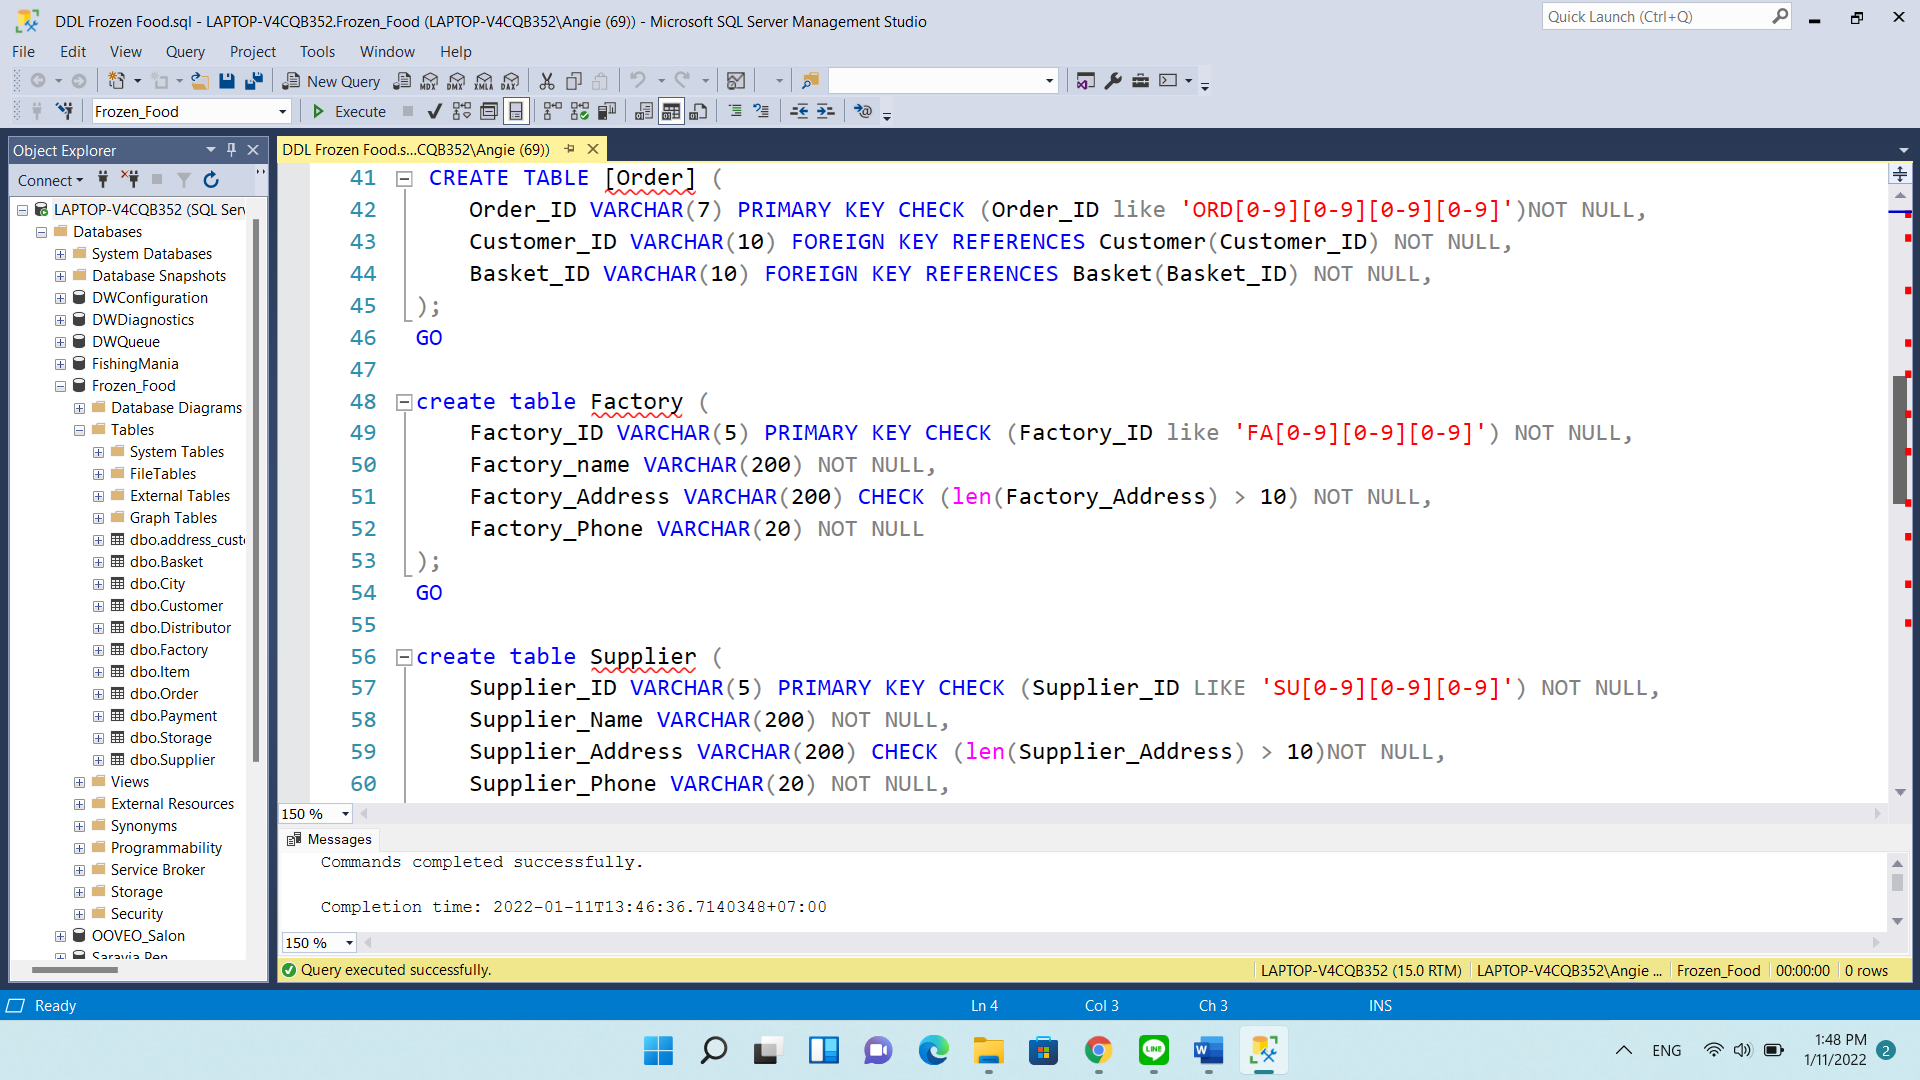 DDL Frozen Food.sql - LAPTOP-V4CQB352.Frozen_Food (LAPTOP-V4CQB352\Angie (69)) - Microsoft SQL Server Management Studio
Quick Launch (Ctrl+Q)
File Edit View Query Project Tools Window Help
New Query
MDX DMX XMLA DAX
Frozen_Food
Execute
Object Explorer
DDL Frozen Food.s...CQB352\Angie (69))
Connect
LAPTOP-V4CQB352 (SQL Serv
Databases
System Databases
Database Snapshots
DWConfiguration
DWDiagnostics
DWQueue
FishingMania
Frozen_Food
Database Diagrams
Tables
System Tables
FileTables
External Tables
Graph Tables
dbo.address_custo
dbo.Basket
dbo.City
dbo.Customer
dbo.Distributor
dbo.Factory
dbo.Item
dbo.Order
dbo.Payment
dbo.Storage
dbo.Supplier
Views
External Resources
Synonyms
Programmability
Service Broker
Storage
Security
OOVEO_Salon
Saravia Pen
41 CREATE TABLE [Order] (
42 Order_ID VARCHAR(7) PRIMARY KEY CHECK (Order_ID like 'ORD[0-9][0-9][0-9][0-9]')NOT NULL,
43 Customer_ID VARCHAR(10) FOREIGN KEY REFERENCES Customer(Customer_ID) NOT NULL,
44 Basket_ID VARCHAR(10) FOREIGN KEY REFERENCES Basket(Basket_ID) NOT NULL,
45 );
46 GO
47
48 create table Factory (
49 Factory_ID VARCHAR(5) PRIMARY KEY CHECK (Factory_ID like 'FA[0-9][0-9][0-9]') NOT NULL,
50 Factory_name VARCHAR(200) NOT NULL,
51 Factory_Address VARCHAR(200) CHECK (len(Factory_Address) > 10) NOT NULL,
52 Factory_Phone VARCHAR(20) NOT NULL
53 );
54 GO
55
56 create table Supplier (
57 Supplier_ID VARCHAR(5) PRIMARY KEY CHECK (Supplier_ID LIKE 'SU[0-9][0-9][0-9]') NOT NULL,
58 Supplier_Name VARCHAR(200) NOT NULL,
59 Supplier_Address VARCHAR(200) CHECK (len(Supplier_Address) > 10)NOT NULL,
60 Supplier_Phone VARCHAR(20) NOT NULL,
150 %
Messages
Commands completed successfully.
Completion time: 2022-01-11T13:46:36.7140348+07:00
150 %
Query executed successfully.
LAPTOP-V4CQB352 (15.0 RTM) LAPTOP-V4CQB352\Angie ... Frozen_Food 00:00:00 0 rows
Ready Ln 4 Col 3 Ch 3 INS
LINE
W
ENG
1:48 PM
1/11/2022
2